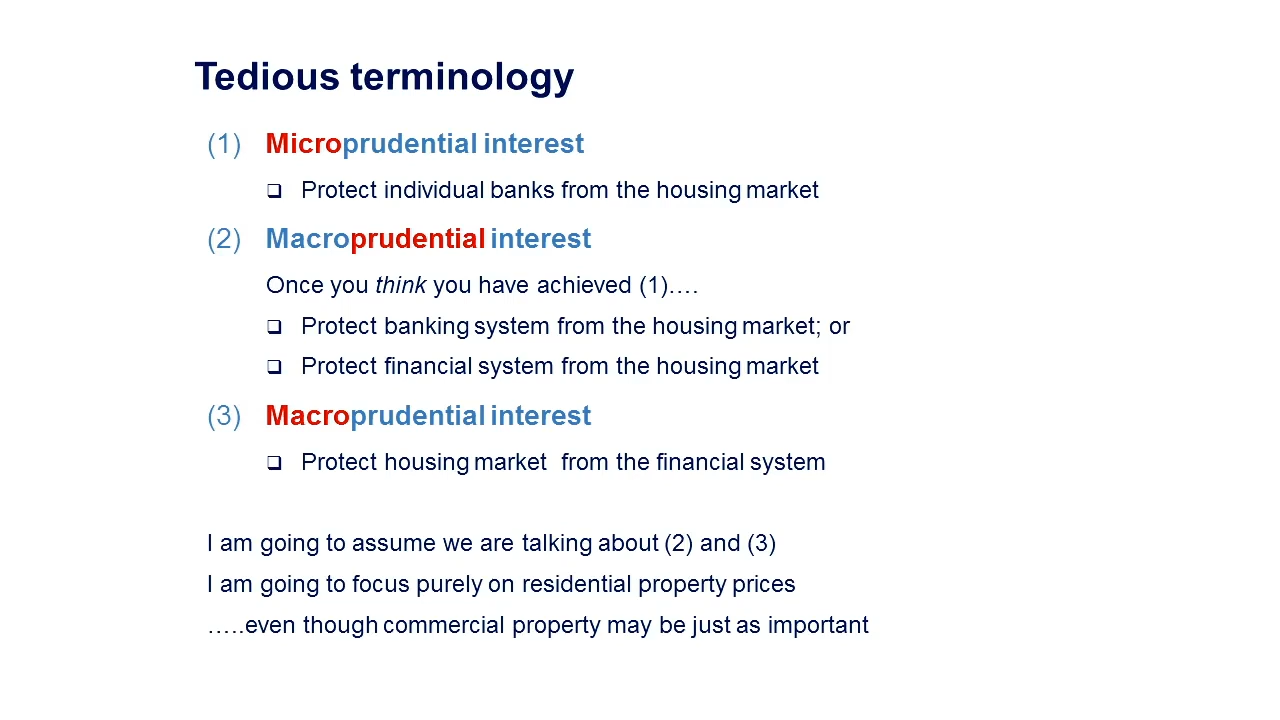 Tedious terminology
(1) Microprudential interest
❑ Protect individual banks from the housing market
(2) Macroprudential interest
Once you think you have achieved (1)….
❑ Protect banking system from the housing market; or
❑ Protect financial system from the housing market
(3) Macroprudential interest
❑ Protect housing market from the financial system
I am going to assume we are talking about (2) and (3)
I am going to focus purely on residential property prices
…..even though commercial property may be just as important